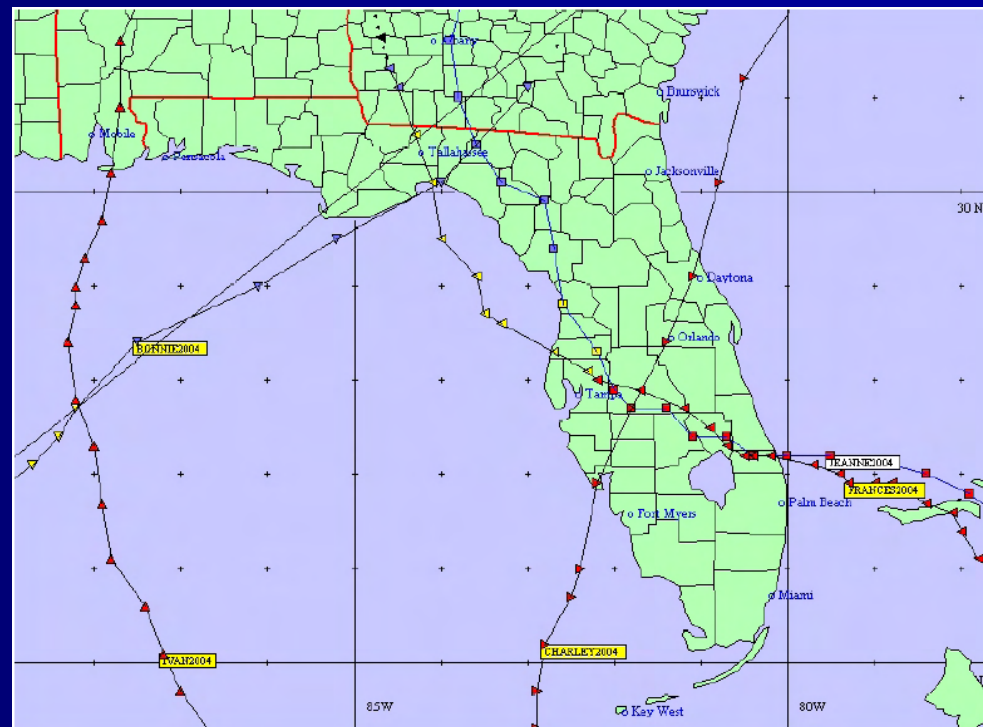 Albany
Brunswick
Mobile
Pensacola
Tallahassee
Jacksonville
30 N
Daytona
Orlando
BONNIE2004
Tampa
JEANNE2004
FRANCES2004
Palm Beach
Fort Myers
Miami
CHARLEY2004
IVAN2004
85W
80W
Key West